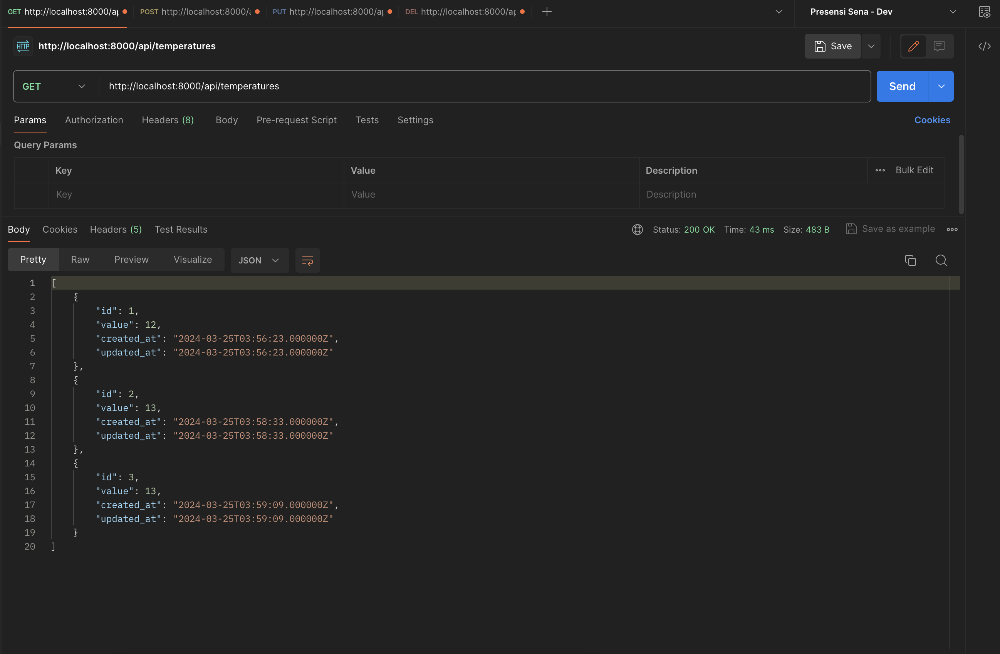 GET http://localhost:8000/ap POST http://localhost:8000/a PUT http://localhost:8000/ap DEL http://localhost:8000/ap Presensi Sena - Dev
HTTP http://localhost:8000/api/temperatures Save
GET http://localhost:8000/api/temperatures Send
Params Authorization Headers (8) Body Pre-request Script Tests Settings Cookies
Query Params
Key Value Description Bulk Edit
Key Value Description
Body Cookies Headers (5) Test Results Status: 200 OK Time: 43 ms Size: 483 B Save as example
Pretty Raw Preview Visualize JSON
1 [
2 {
3 "id": 1,
4 "value": 12,
5 "created_at": "2024-03-25T03:56:23.000000Z",
6 "updated_at": "2024-03-25T03:56:23.000000Z"
7 },
8 {
9 "id": 2,
10 "value": 13,
11 "created_at": "2024-03-25T03:58:33.000000Z",
12 "updated_at": "2024-03-25T03:58:33.000000Z"
13 },
14 {
15 "id": 3,
16 "value": 13,
17 "created_at": "2024-03-25T03:59:09.000000Z",
18 "updated_at": "2024-03-25T03:59:09.000000Z"
19 }
20 ]